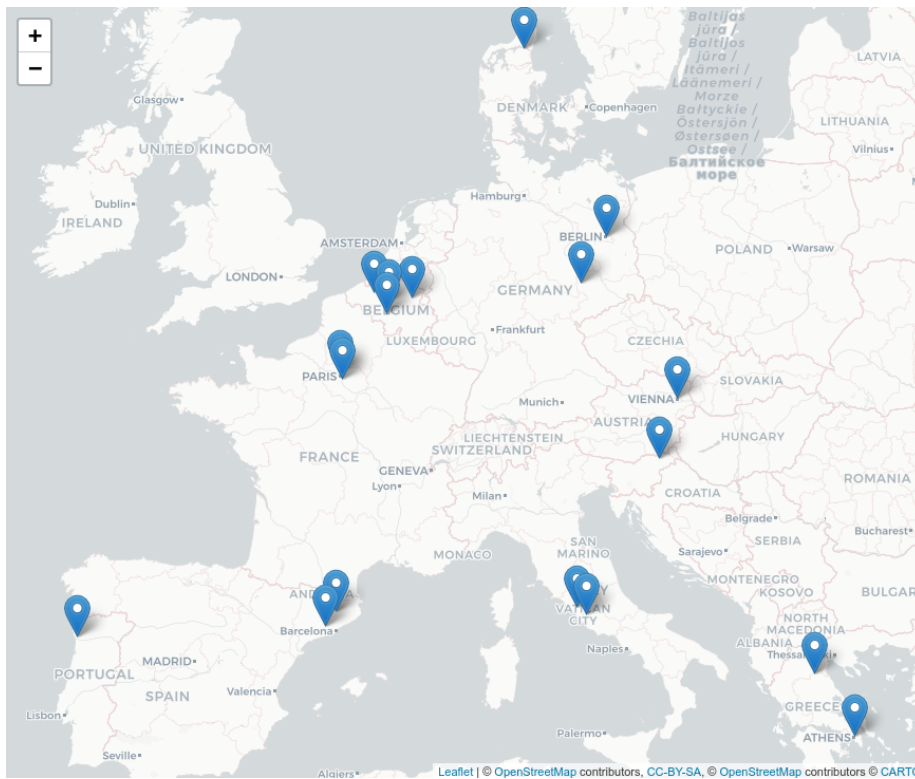 +
−
Baltijas
jūra /
Baltijos
jūra /
Itämeri /
Läänemeri /
Morze
Bałtyckie /
Östersjön /
Østersøen /
Ostsee /
Балтийское
море
LATVIA
Glasgow
DENMARK
Copenhagen
LITHUANIA
UNITED KINGDOM
Vilnius
Dublin
Hamburg
IRELAND
AMSTERDAM
BERLIN
POLAND
Warsaw
LONDON
GERMANY
BELGIUM
Frankfurt
LUXEMBOURG
CZECHIA
PARIS
SLOVAKIA
Munich
VIENNA
AUSTRIA
LIECHTENSTEIN
HUNGARY
SWITZERLAND
FRANCE
GENEVA
Lyon
ROMANIA
Milan
CROATIA
Belgrade
Bucharest
SAN
MARINO
SERBIA
MONACO
Sarajevo
MONTENEGRO
KOSOVO
BULGAR
VATICAN
CITY
NORTH
MACEDONIA
Barcelona
ALBANIA
Naples
MADRID
PORTUGAL
SPAIN
Valencia
GREECE
Lisbon
Palermo
ATHENS
Seville
Algiers
Leaflet | © OpenStreetMap contributors, CC-BY-SA, © OpenStreetMap contributors © CARTO